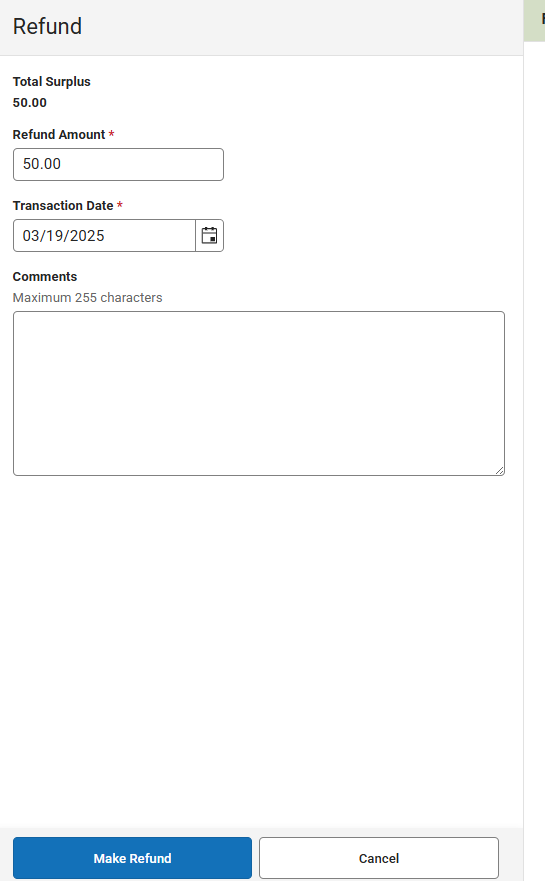 Refund
Total Surplus
50.00
Refund Amount *
50.00
Transaction Date *
03/19/2025
Comments
Maximum 255 characters
Make Refund
Cancel